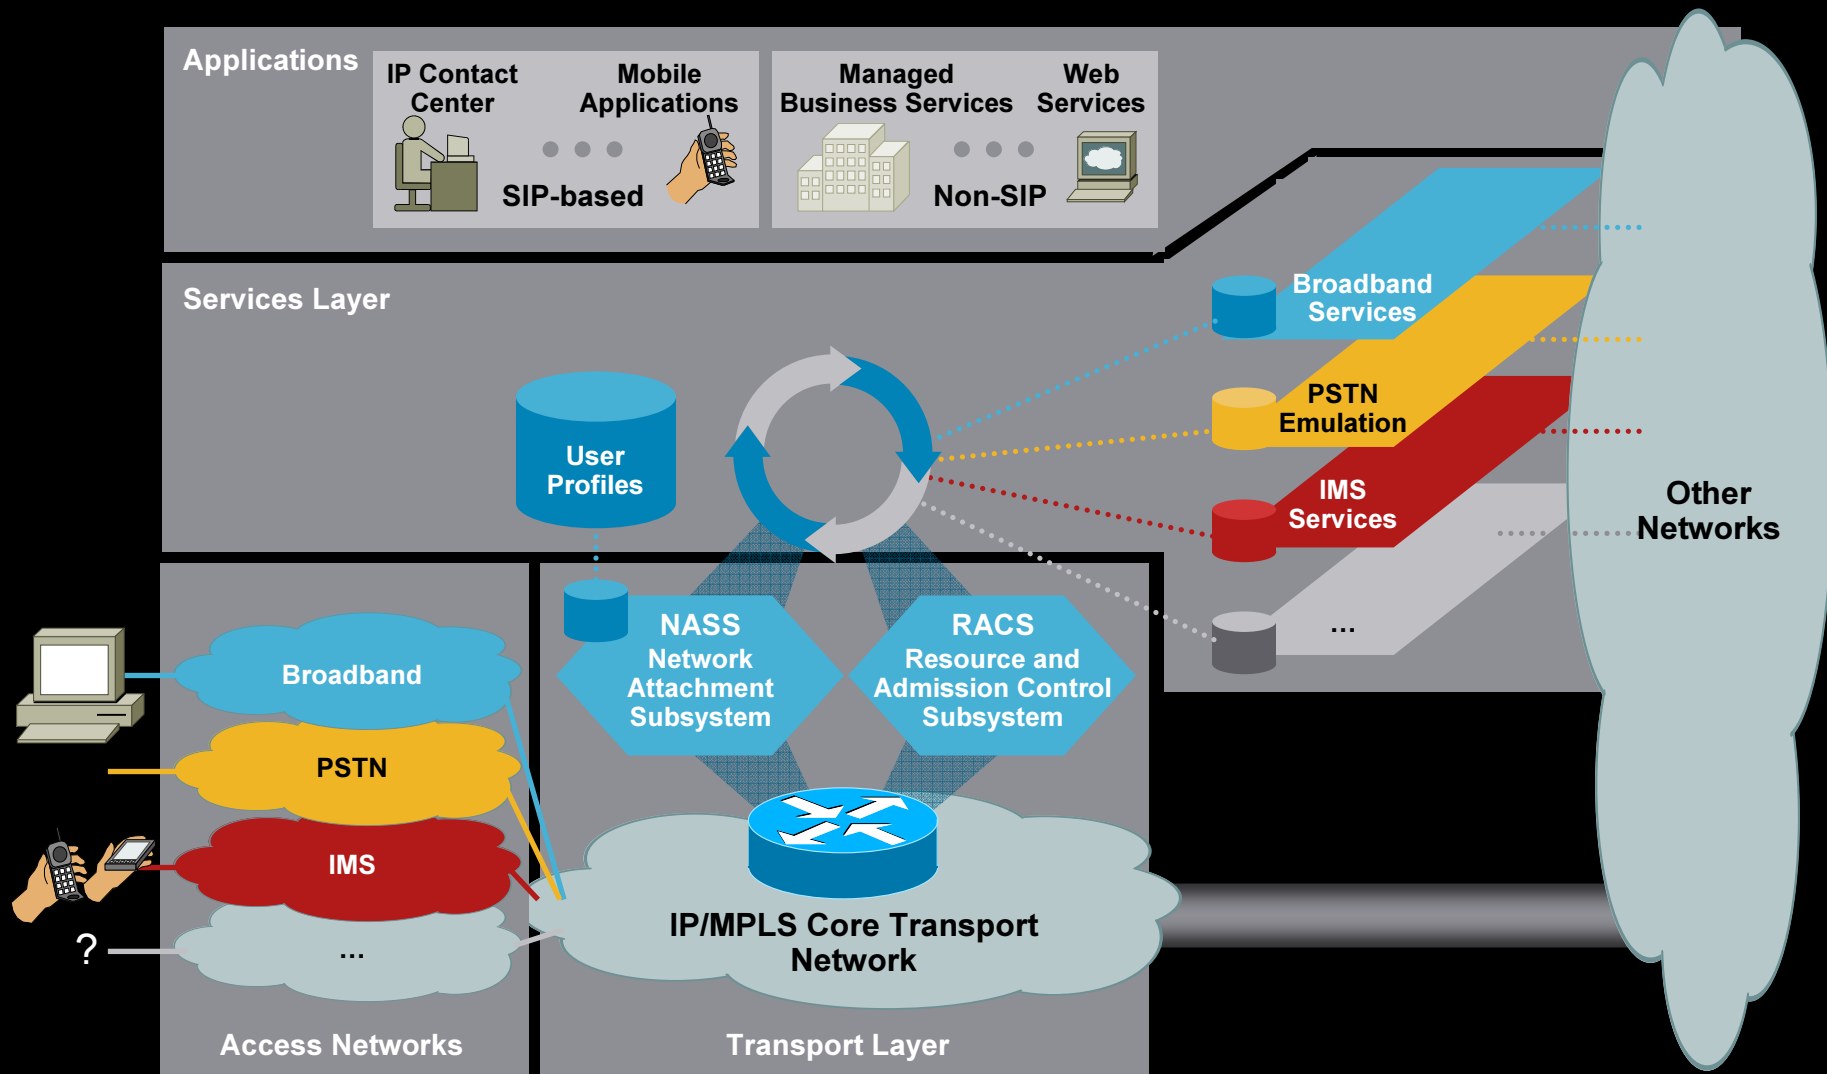 Applications
IP Contact
Center
Mobile
Applications
SIP-based
Managed
Business Services
Web
Services
Non-SIP
Services Layer
Broadband
Services
PSTN
Emulation
IMS
Services
...
User
Profiles
Other
Networks
NASS
Network
Attachment
Subsystem
RACS
Resource and
Admission Control
Subsystem
Broadband
PSTN
IMS
?
...
IP/MPLS Core Transport
Network
Access Networks
Transport Layer